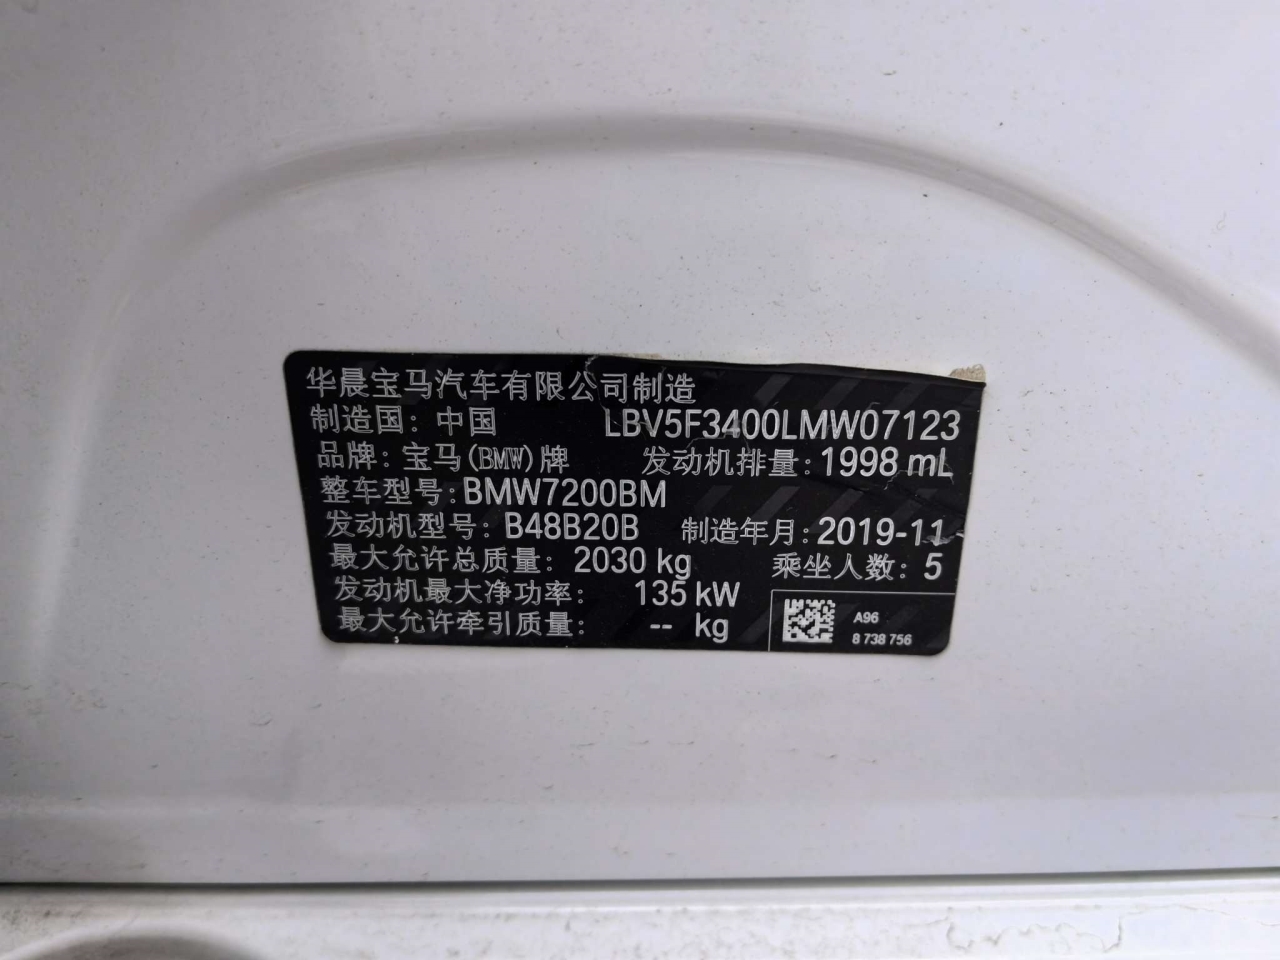 华晨宝马汽车有限公司制造
制造国: 中国 LBV5F3400LMW07123
品牌: 宝马(BMW)牌 发动机排量: 1998 mL
整车型号: BMW7200BM
发动机型号: B48B20B 制造年月: 2019-11
最大允许总质量: 2030 kg 乘坐人数: 5
发动机最大净功率: 135 kW
最大允许牵引质量: -- kg
A96
8 738 756